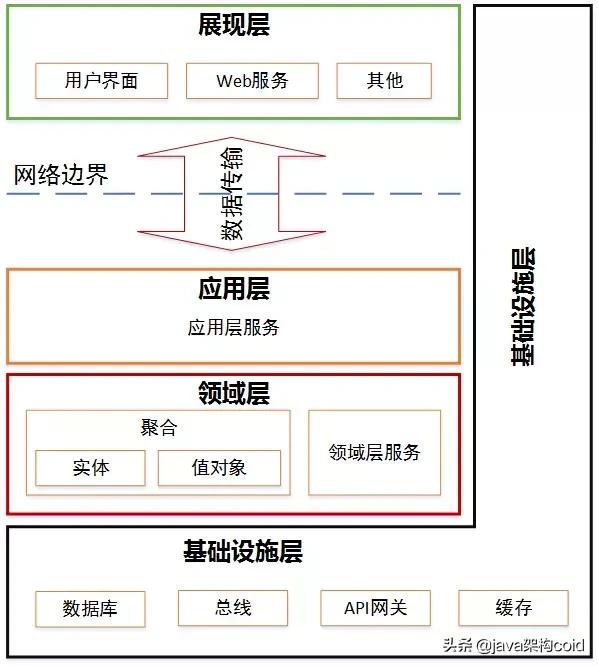 展现层
用户界面 Web服务 其他
网络边界
数据传输
应用层
应用层服务
领域层
聚合
实体 值对象
领域层服务
基础设施层
基础设施层
数据库 总线 API网关 缓存
头条 @java架构coid